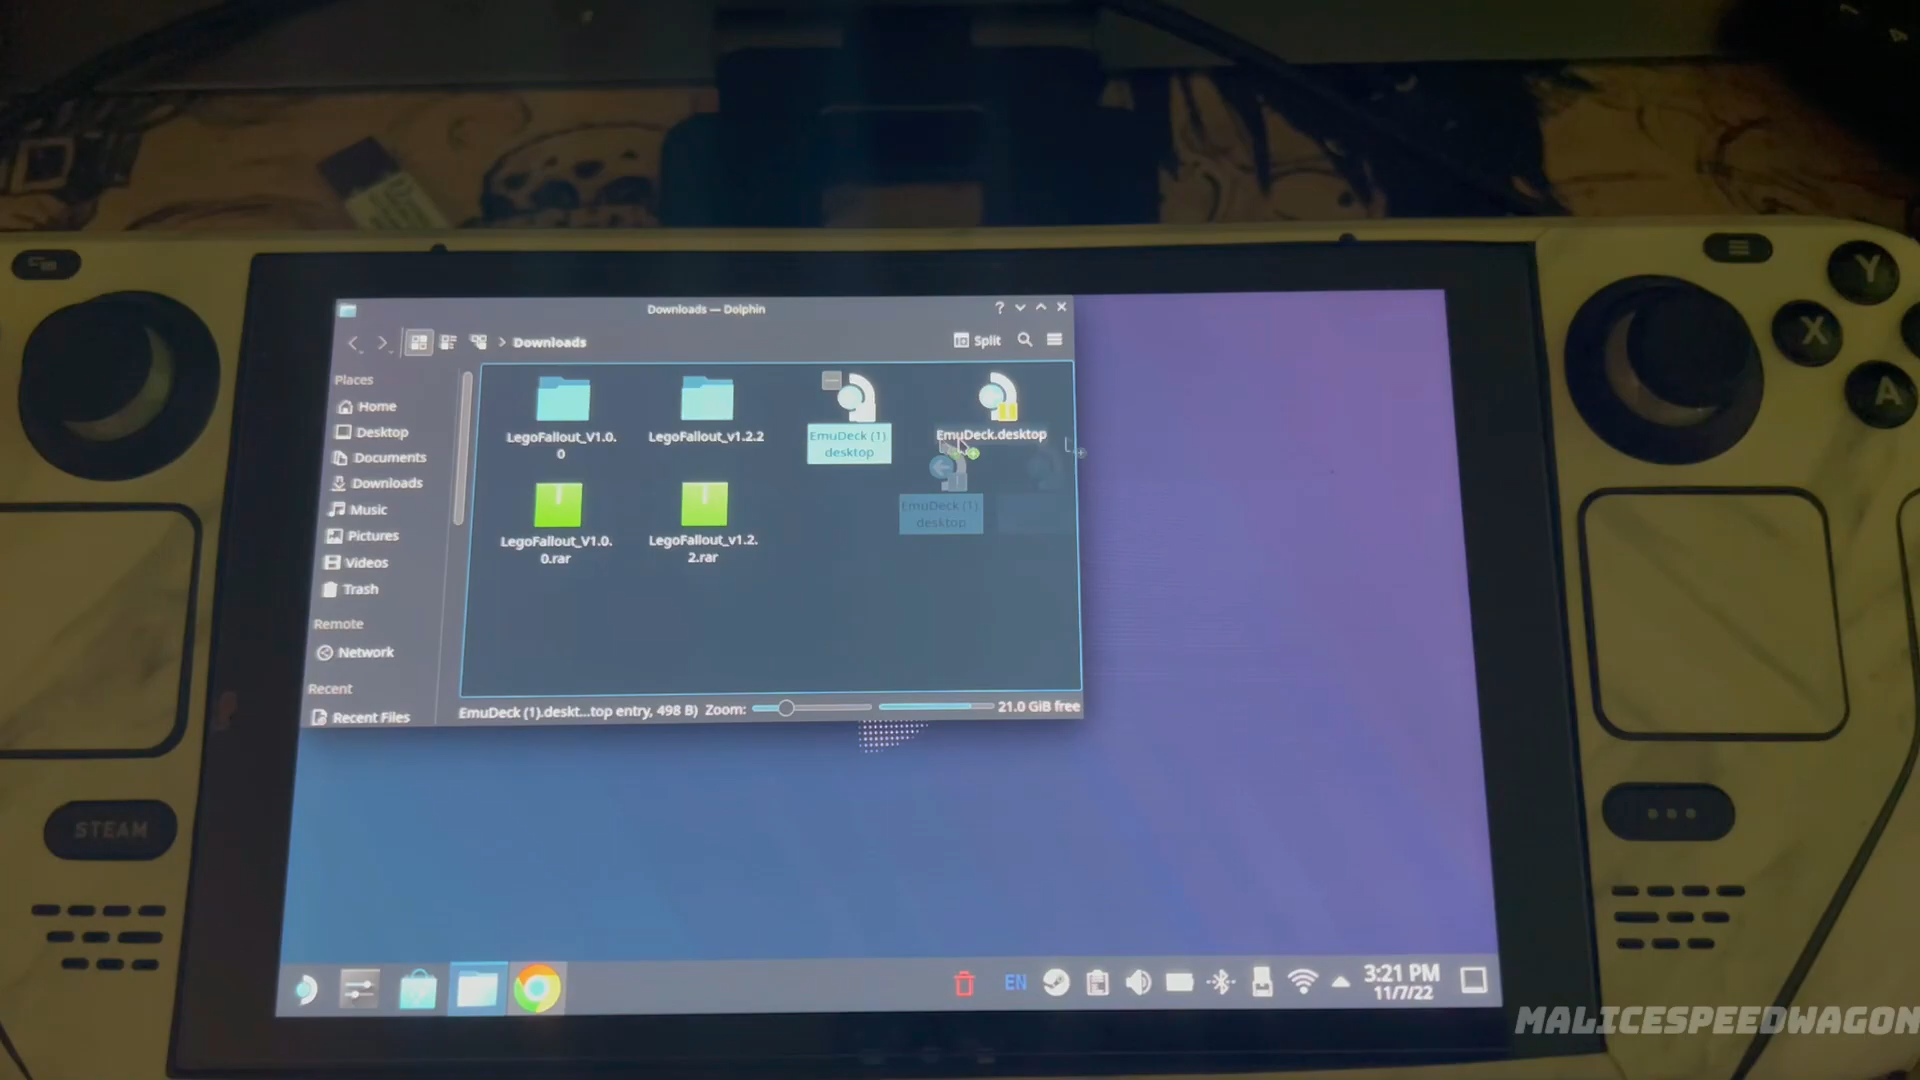 Downloads — Dolphin
Downloads
Split
Places
Home
Desktop
Documents
Downloads
Music
Pictures
Videos
Trash
Remote
Network
Recent
Recent Files
LegoFallout_V1.0.
0
LegoFallout_v1.2.2
EmuDeck (1).
desktop
EmuDeck.desktop
LegoFallout_V1.0.
0.rar
LegoFallout_v1.2.
2.rar
EmuDeck (1).
desktop
EmuDeck (1).deskt...top entry, 498 B)
Zoom:
21.0 GiB free
EN
3:21 PM
11/7/22
STEAM
Y
X
A
MALICESPEEDWAGON